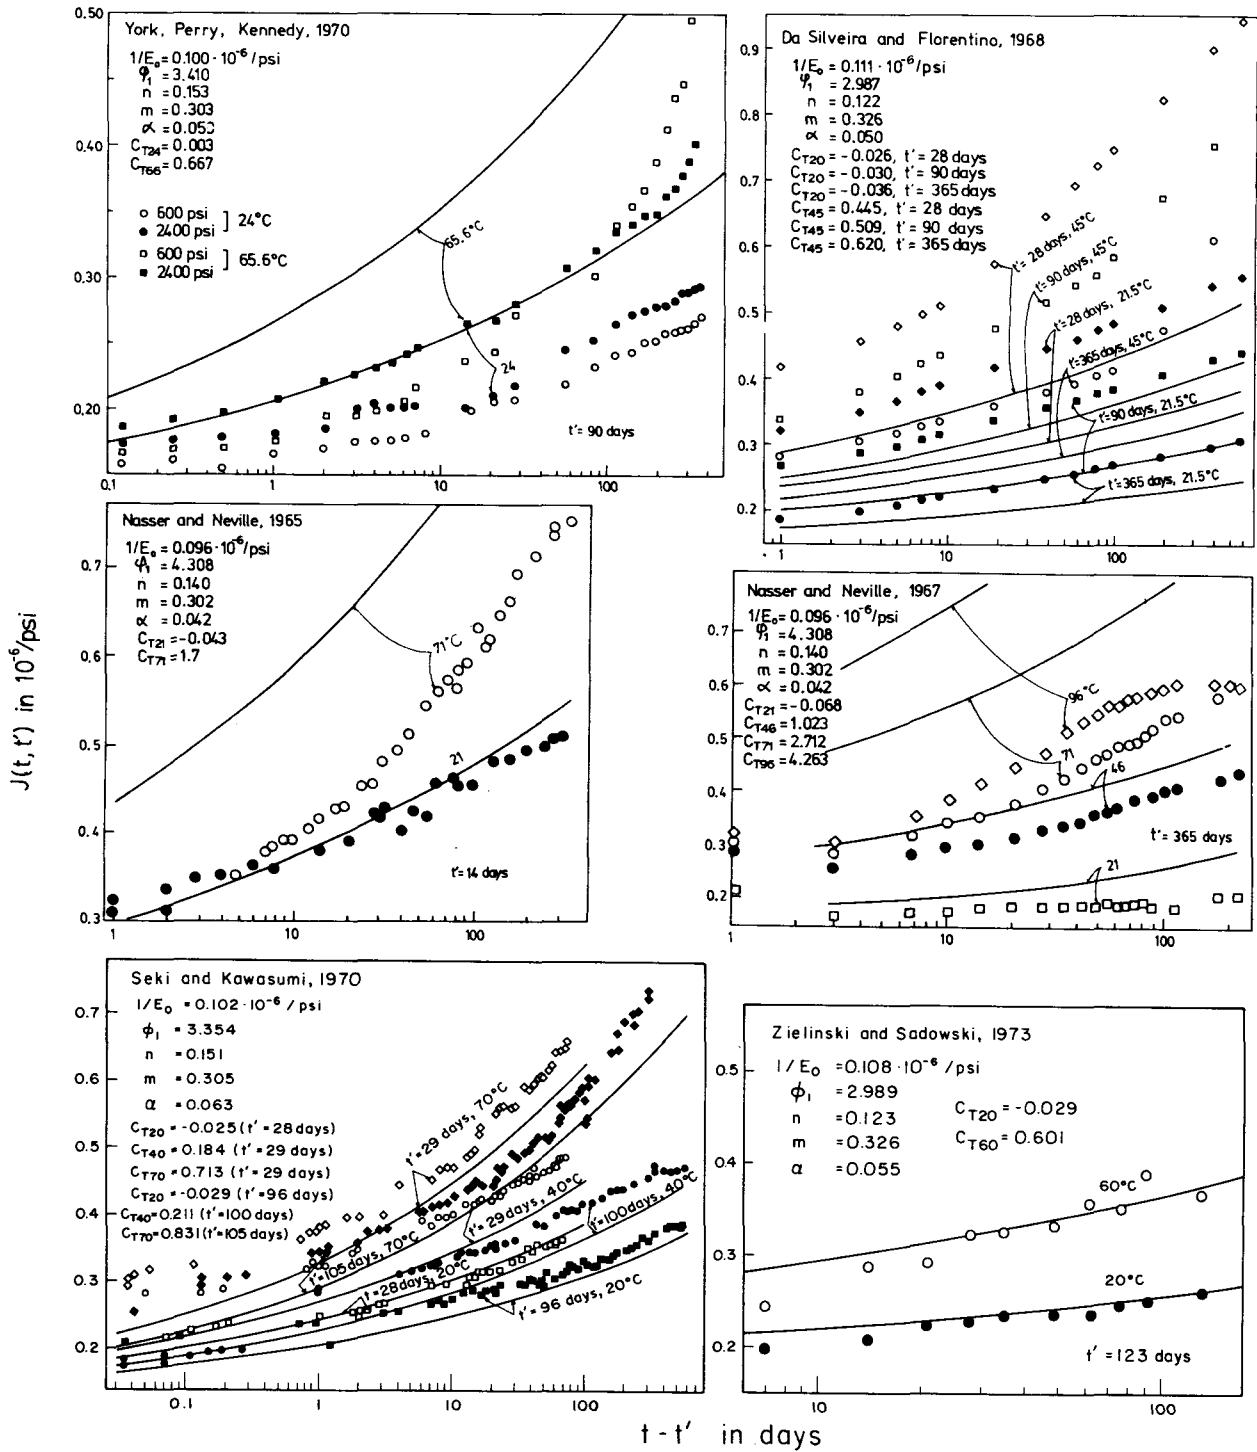 J(t,t') in 10⁻⁶/psi
York, Perry, Kennedy, 1970
1/E₀ = 0.100·10⁻⁶/psi
φ₁ = 3.410
n = 0.153
m = 0.303
α = 0.053
C_T24 = 0.003
C_T66 = 0.667
○ 600 psi ] 24°C
● 2400 psi
□ 600 psi ] 65.6°C
■ 2400 psi
65.6°C
24
t' = 90 days
0.50
0.40
0.30
0.20
0.1 1 10 100
Da Silveira and Florentino, 1968
1/E₀ = 0.111·10⁻⁶/psi
φ₁ = 2.987
n = 0.122
m = 0.326
α = 0.050
C_T20 = -0.026, t' = 28 days
C_T20 = -0.030, t' = 90 days
C_T20 = -0.036, t' = 365 days
C_T45 = 0.445, t' = 28 days
C_T45 = 0.509, t' = 90 days
C_T45 = 0.620, t' = 365 days
t'= 28 days, 45°C
t'= 90 days, 45°C
t'= 28 days, 21.5°C
t'= 365 days, 45°C
t'= 90 days, 21.5°C
t'= 365 days, 21.5°C
0.9
0.8
0.7
0.6
0.5
0.4
0.3
0.2
·1 1 10 100
Nasser and Neville, 1965
1/E₀ = 0.096·10⁻⁶/psi
φ₁ = 4.308
n = 0.140
m = 0.302
α = 0.042
C_T21 = -0.043
C_T71 = 1.7
71°C
21
t' = 14 days
0.7
0.6
0.5
0.4
0.3
1 10 100
Nasser and Neville, 1967
1/E₀ = 0.096·10⁻⁶/psi
φ₁ = 4.308
n = 0.140
m = 0.302
α = 0.042
C_T21 = -0.068
C_T46 = 1.023
C_T71 = 2.712
C_T96 = 4.263
96°C
71
46
21
t' = 365 days
0.7
0.6
0.5
0.4
0.3
0.2
1 10 100
Seki and Kawasumi, 1970
1/E₀ = 0.102·10⁻⁶/psi
ϕ₁ = 3.354
n = 0.151
m = 0.305
α = 0.063
C_T20 = -0.025 (t' = 28 days)
C_T40 = 0.184 (t' = 29 days)
C_T70 = 0.713 (t' = 29 days)
C_T20 = -0.029 (t' = 96 days)
C_T40 = 0.211 (t' = 100 days)
C_T70 = 0.831 (t' = 105 days)
t' = 29 days, 70°C
t' = 105 days, 70°C
t' = 29 days, 40°C
t' = 100 days, 40°C
t = 28 days, 20°C
t' = 96 days, 20°C
0.7
0.6
0.5
0.4
0.3
0.2
0.1 1 10 100
Zielinski and Sadowski, 1973
1/E₀ = 0.108·10⁻⁶/psi
ϕ₁ = 2.989
n = 0.123
m = 0.326
α = 0.055
C_T20 = -0.029
C_T60 = 0.601
60°C
20°C
t' = 123 days
0.5
0.4
0.3
0.2
10 100
t-t' in days